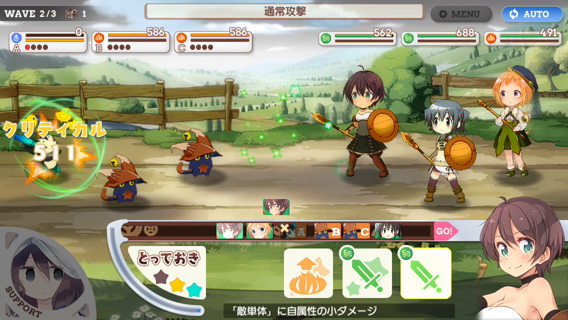 WAVE 2/3 1
通常攻撃
MENU
AUTO
A 0
B 586
C 586
562
688
491
クリティカル
511
A B C GO!
とっておき
SUPPORT
「敵単体」に自属性の小ダメージ